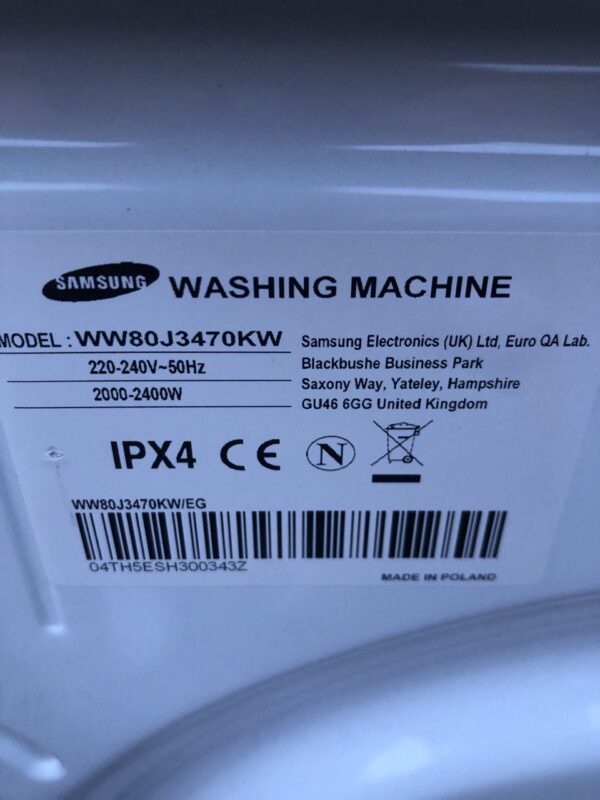 SAMSUNG WASHING MACHINE
MODEL : WW80J3470KW
220-240V~50Hz
2000-2400W
Samsung Electronics (UK) Ltd, Euro QA Lab.
Blackbushe Business Park
Saxony Way, Yateley, Hampshire
GU46 6GG United Kingdom
IPX4 CE N
WW80J3470KW/EG
04TH5ESH300343Z
MADE IN POLAND